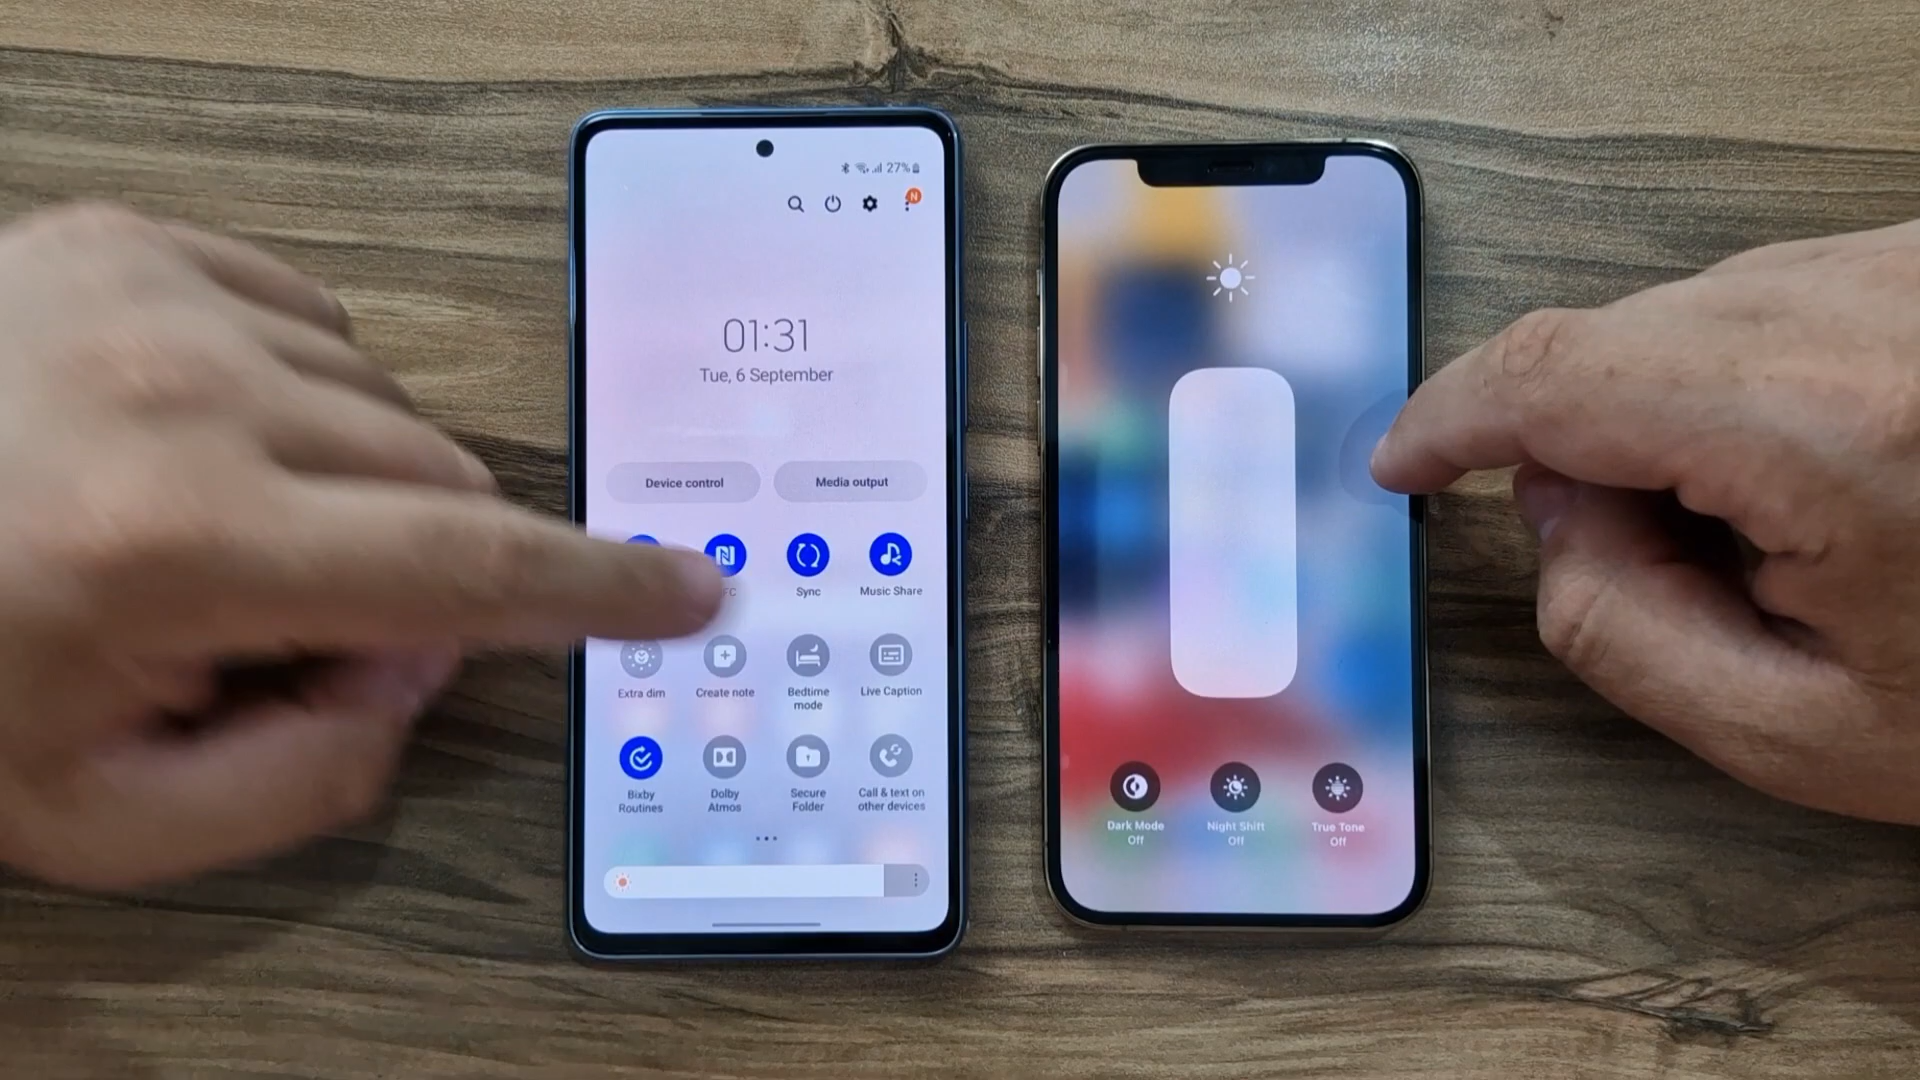 27%
N
01:31
Tue, 6 September
Device control
Media output
Sync
Music Share
Extra dim
Create note
Bedtime
mode
Live Caption
Bixby
Routines
Dolby
Atmos
Secure
Folder
Call & text on
other devices
Dark Mode
Off
Night Shift
Off
True Tone
Off